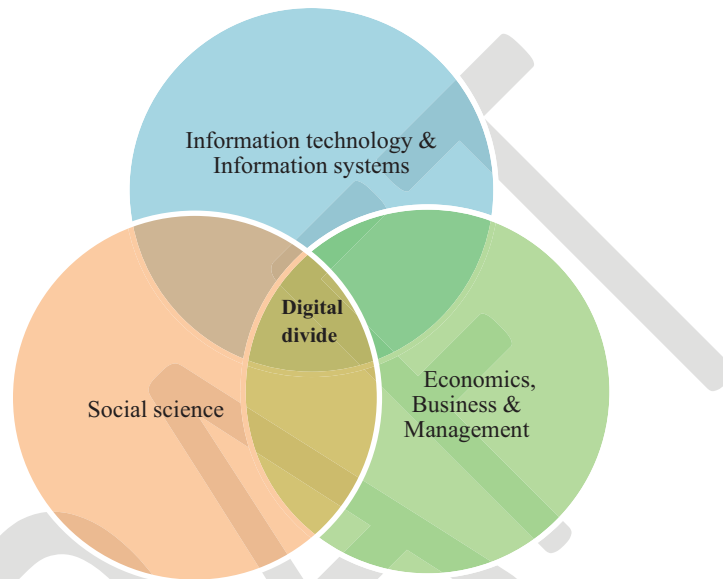 Information technology &
Information systems
Digital
divide
Social science
Economics,
Business &
Management